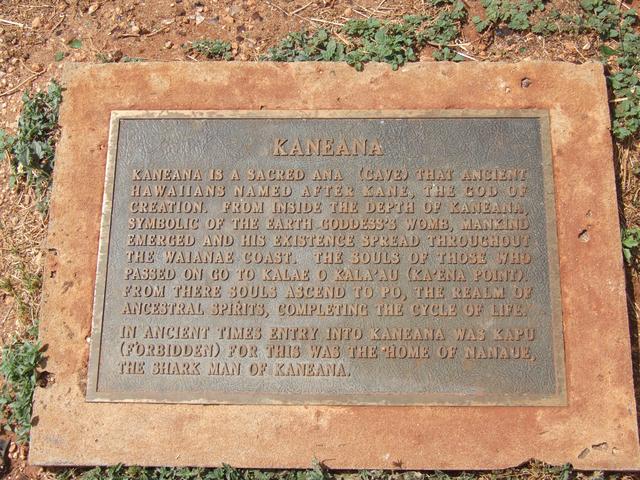 KANEANA
KANEANA IS A SACRED ANA (CAVE) THAT ANCIENT
HAWAIIANS NAMED AFTER KANE, THE GOD OF
CREATION. FROM INSIDE THE DEPTH OF KANEANA,
SYMBOLIC OF THE EARTH GODDESS'S WOMB, MANKIND
EMERGED AND HIS EXISTENCE SPREAD THROUGHOUT
THE WAIANAE COAST. THE SOULS OF THOSE WHO
PASSED ON GO TO KALAE O KALA'AU (KA'ENA POINT).
FROM THERE SOULS ASCEND TO PO, THE REALM OF
ANCESTRAL SPIRITS, COMPLETING THE CYCLE OF LIFE.
IN ANCIENT TIMES ENTRY INTO KANEANA WAS KAPU
(FORBIDDEN) FOR THIS WAS THE HOME OF NANAUE,
THE SHARK MAN OF KANEANA.